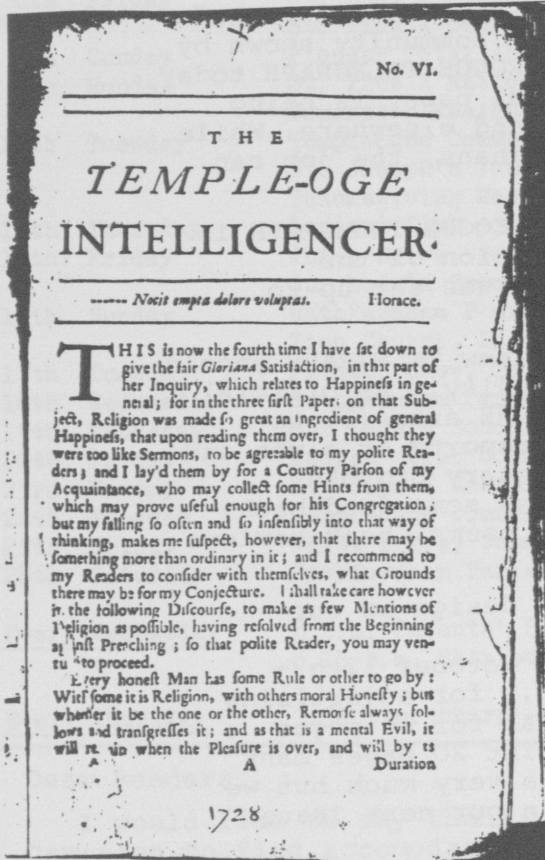 No. VI.
THE
TEMPLE-OGE
INTELLIGENCER.
------ Nocit empta dolore voluptas. Horace.
THIS is now the fourth time I have ſat down to
give the fair Gloriana Satisfaction, in that part of
her Inquiry, which relates to Happineſs in ge-
neral; for in the three firſt Papers on that Sub-
ject, Religion was made ſo great an ingredient of general
Happineſs, that upon reading them over, I thought they
were too like Sermons, to be agreeable to my polite Rea-
ders; and I lay'd them by for a Country Parſon of my
Acquaintance, who may collect ſome Hints from them,
which may prove uſeful enough for his Congregation;
but my falling ſo often and ſo inſenſibly into that way of
thinking, makes me ſuſpect, however, that there may be
ſomething more than ordinary in it; and I recommend to
my Readers to conſider with themſelves, what Grounds
there may be for my Conjecture. I ſhall take care however
in the following Diſcourſe, to make as few Mentions of
Religion as poſſible, having reſolved from the Beginning
againſt Preaching; ſo that polite Reader, you may ven-
to proceed.
Every honeſt Man has ſome Rule or other to go by:
With ſome it is Religion, with others moral Honeſty; but
whether it be the one or the other, Remorſe always fol-
lows and tranſgreſſes it; and as that is a mental Evil, it
will when the Pleaſure is over, and will by
A A Duration
1728